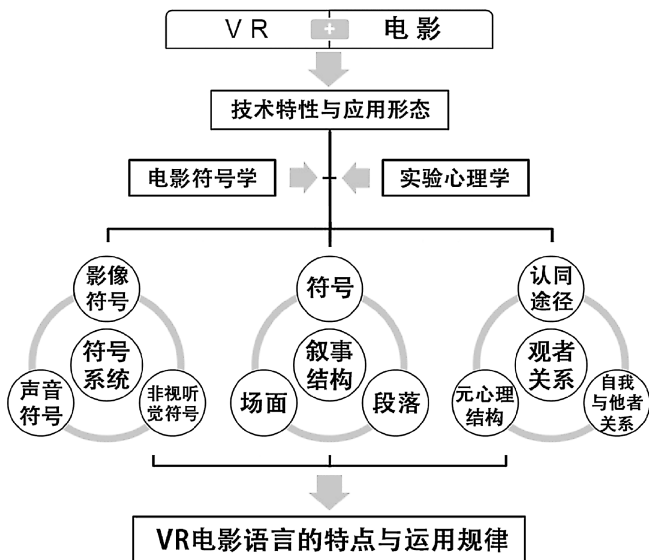 VR + 电影
技术特性与应用形态
电影符号学
实验心理学
影像
符号
符号
系统
声音
符号
非视听
觉符号
符号
叙事
结构
场面
段落
认同
途径
观者
关系
元心理
结构
自我
与他者
关系
VR电影语言的特点与运用规律